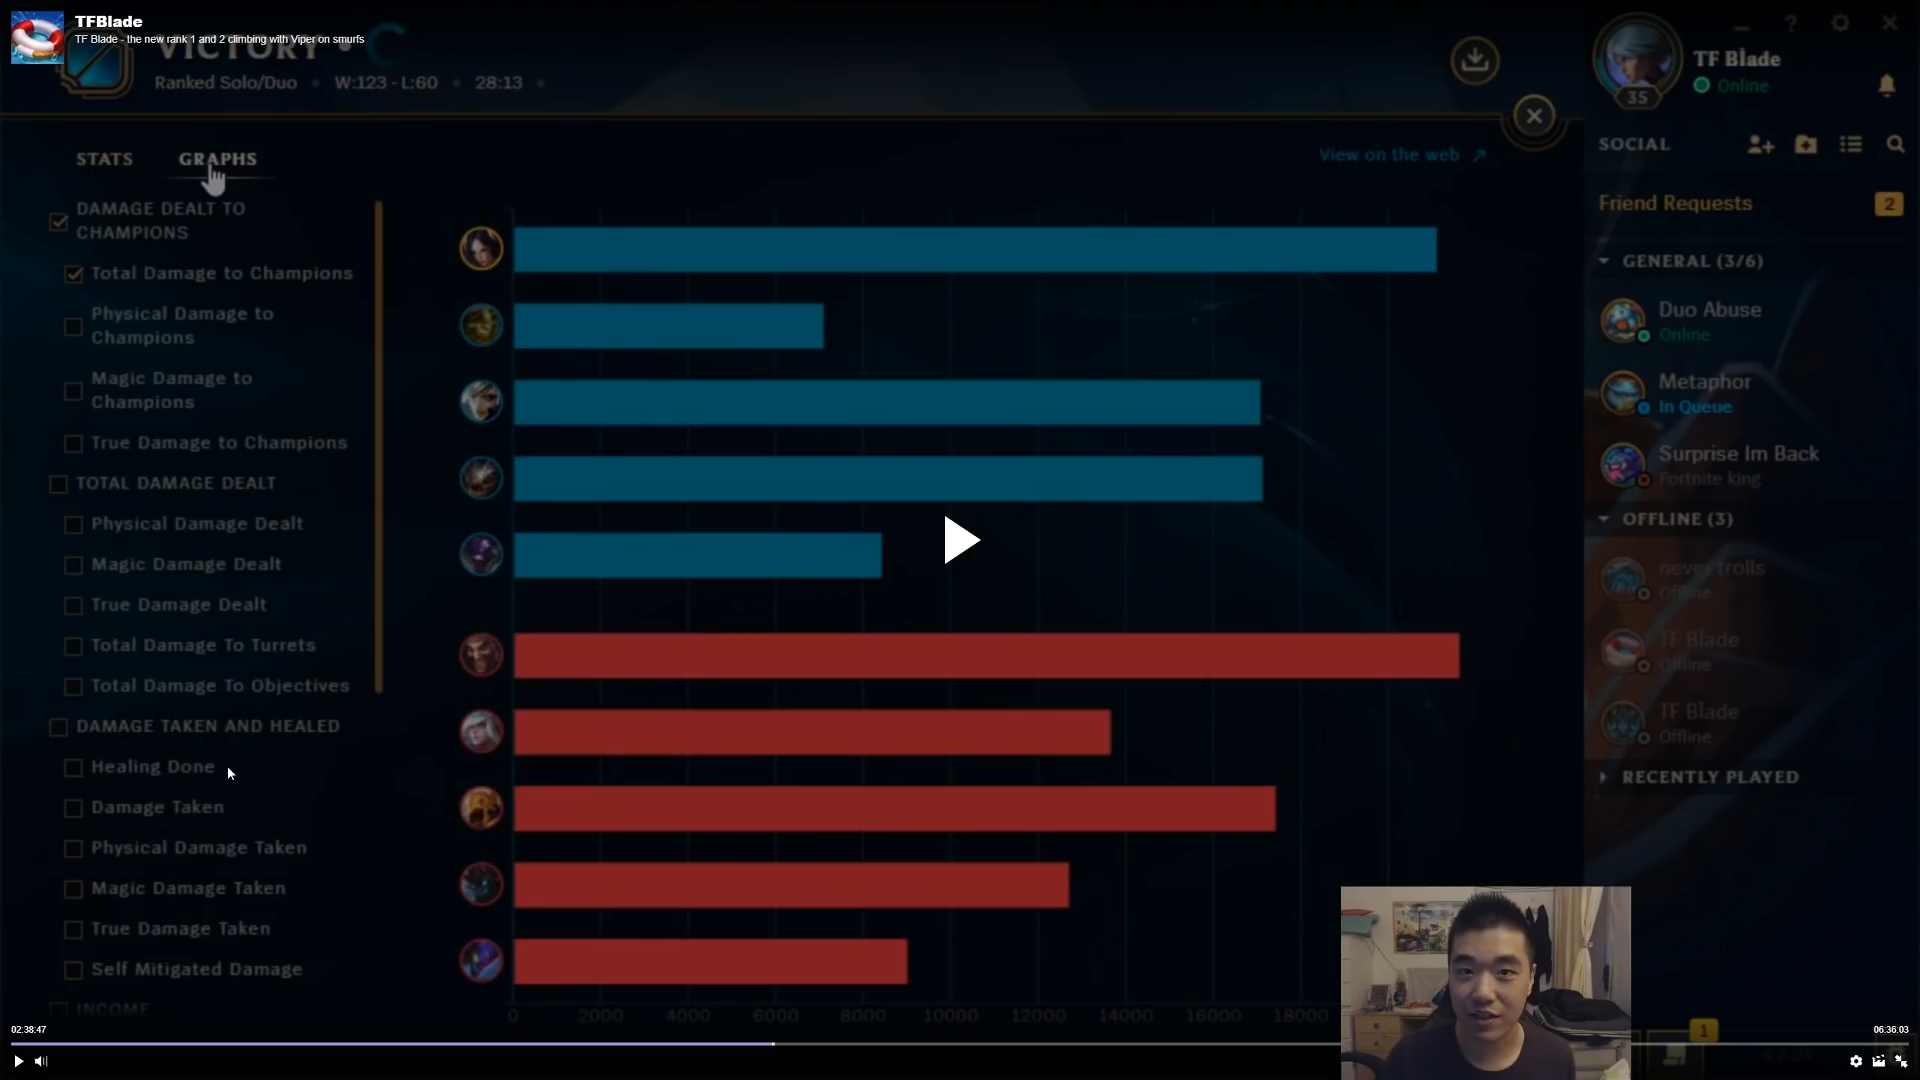 TFBlade
TF Blade - the new rank 1 and 2 climbing with Viper on smurfs
VICTORY
Ranked Solo/Duo • W:123 - L:60 • 28:13 •
STATS
GRAPHS
View on the web
DAMAGE DEALT TO
CHAMPIONS
Total Damage to Champions
Physical Damage to
Champions
Magic Damage to
Champions
True Damage to Champions
TOTAL DAMAGE DEALT
Physical Damage Dealt
Magic Damage Dealt
True Damage Dealt
Total Damage To Turrets
Total Damage To Objectives
DAMAGE TAKEN AND HEALED
Healing Done
Damage Taken
Physical Damage Taken
Magic Damage Taken
True Damage Taken
Self Mitigated Damage
INCOME
0 2000 4000 6000 8000 10000 12000 14000 16000 18000
TF Blade
Online
35
SOCIAL
Friend Requests 2
GENERAL (3/6)
Duo Abuse
Online
Metaphor
In Queue
Surprise Im Back
Fortnite king
OFFLINE (3)
never trolls
Offline
TF Blade
Offline
TF Blade
Offline
RECENTLY PLAYED
1
02:38:47
06:36:03